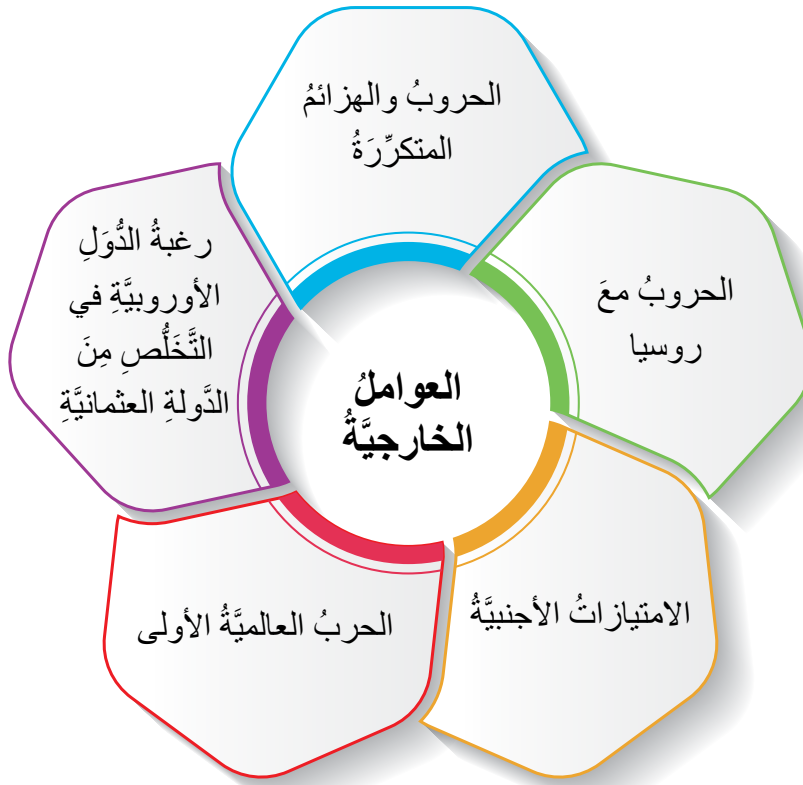 الحروبُ والهزائمُ
المتكرِّرَةُ
الحروبُ معَ
روسيا
الامتيازاتُ الأجنبيَّةُ
الحربُ العالميَّةُ الأولى
رغبةُ الدُّوَلِ
الأوروبيَّةِ في
التَّخَلُّصِ مِنَ
الدَّولةِ العثمانيَّةِ
العواملُ
الخارجيَّةُ